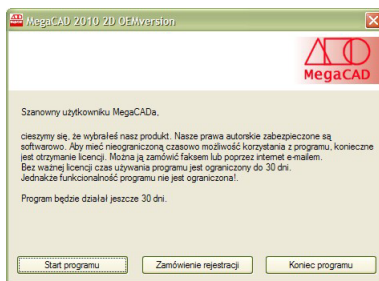 MegaCAD 2010 2D OEMversion
MegaCAD
Szanowny użytkowniku MegaCADa,
cieszymy się, że wybrałeś nasz produkt. Nasze prawa autorskie zabezpieczone są
softwarowo. Aby mieć nieograniczoną czasowo możliwość korzystania z programu, konieczne
jest otrzymanie licencji. Można ją zamówić faksem lub poprzez internet e-mailem.
Bez ważnej licencji czas używania programu jest ograniczony do 30 dni.
Jednakże funkcjonalność programu nie jest ograniczona!.
Program będzie działał jeszcze 30 dni.
Start programu
Zamówienie rejestracji
Koniec programu